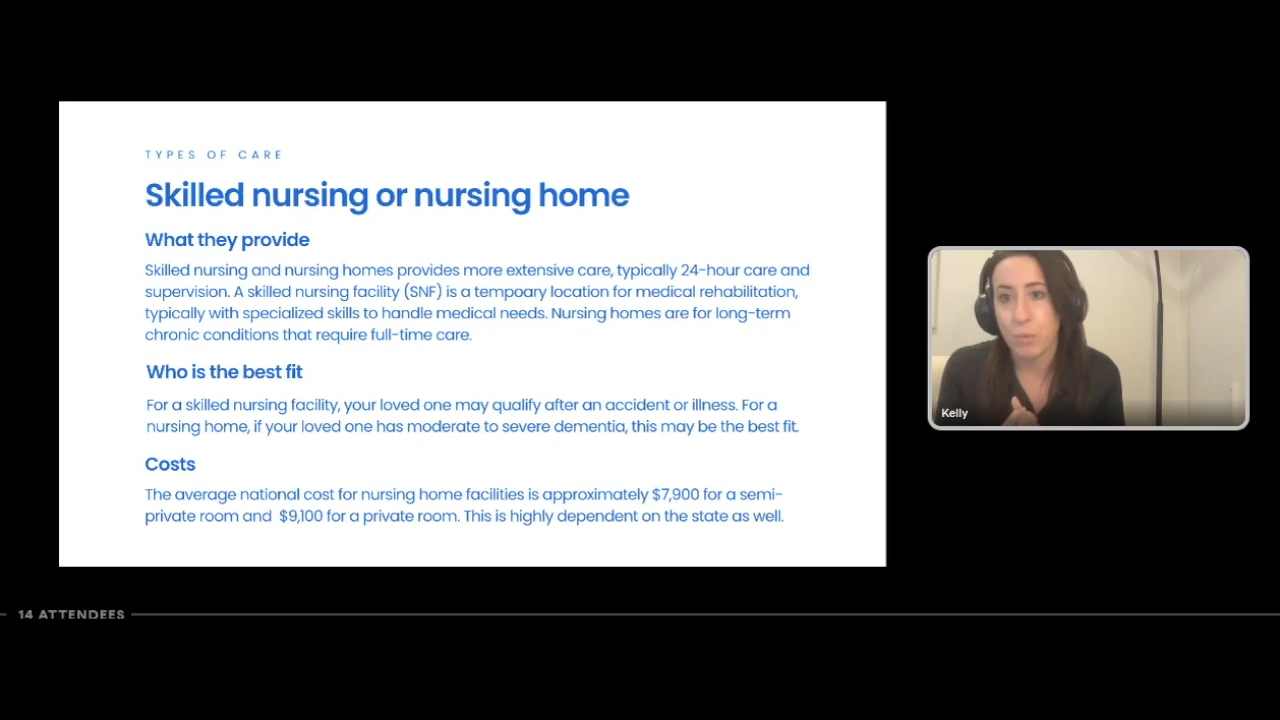 TYPES OF CARE
Skilled nursing or nursing home
What they provide
Skilled nursing and nursing homes provides more extensive care, typically 24-hour care and
supervision. A skilled nursing facility (SNF) is a tempoary location for medical rehabilitation,
typically with specialized skills to handle medical needs. Nursing homes are for long-term
chronic conditions that require full-time care.
Who is the best fit
For a skilled nursing facility, your loved one may qualify after an accident or illness. For a
nursing home, if your loved one has moderate to severe dementia, this may be the best fit.
Costs
The average national cost for nursing home facilities is approximately $7,900 for a semi-
private room and $9,100 for a private room. This is highly dependent on the state as well.
Kelly
14 ATTENDEES